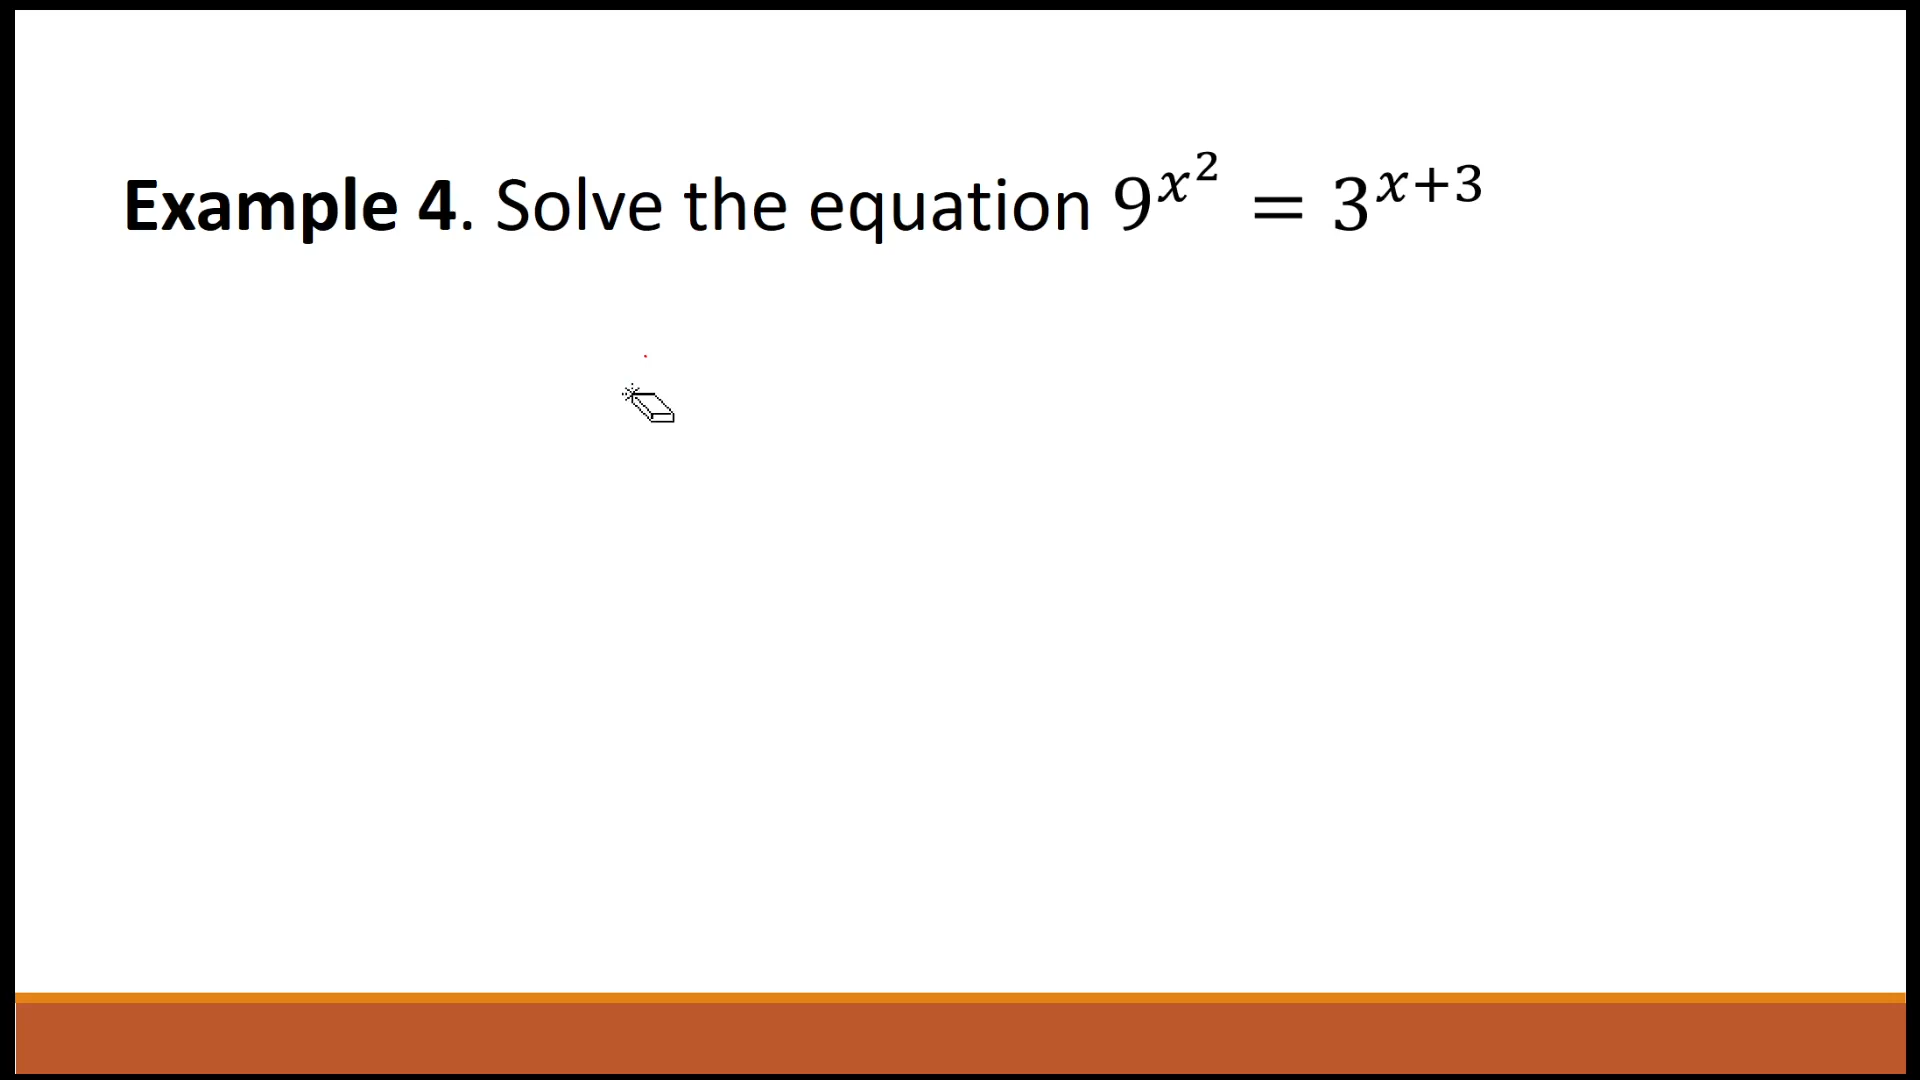 Example 4. Solve the equation $9^{x^2} = 3^{x+3}$